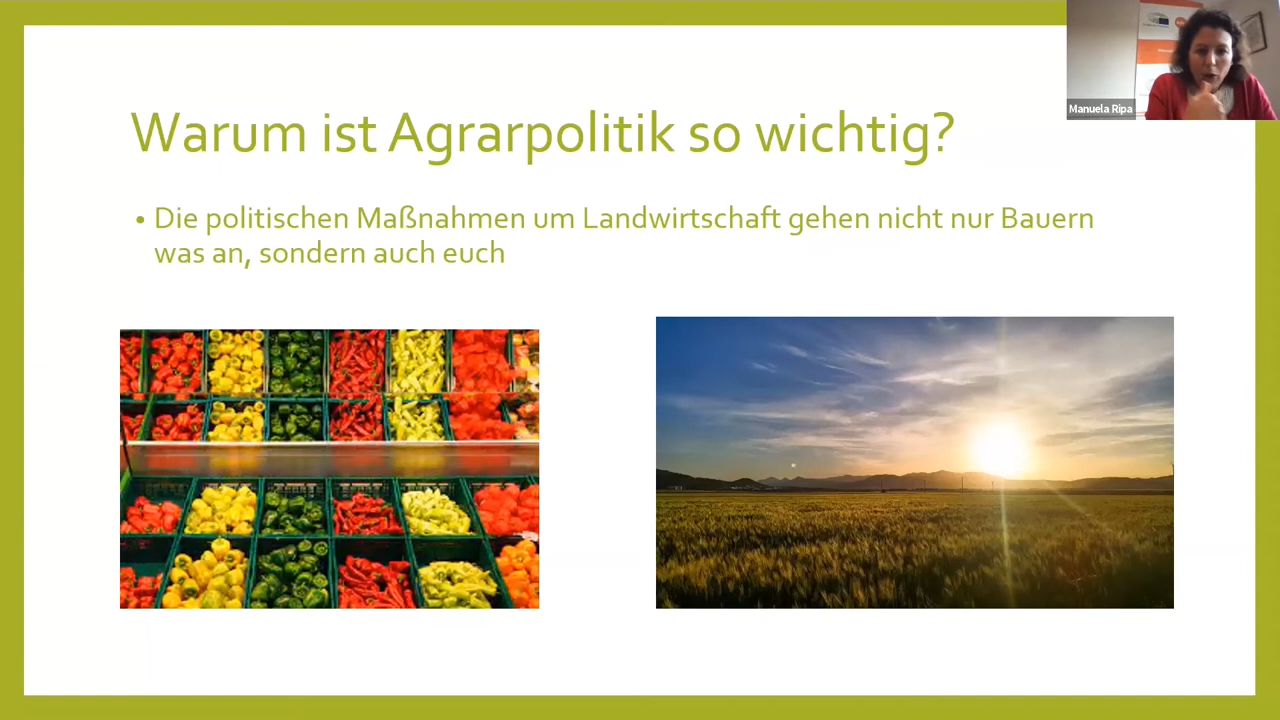 Warum ist Agrarpolitik so wichtig?
• Die politischen Maßnahmen um Landwirtschaft gehen nicht nur Bauern
was an, sondern auch euch
Manuela Ripa